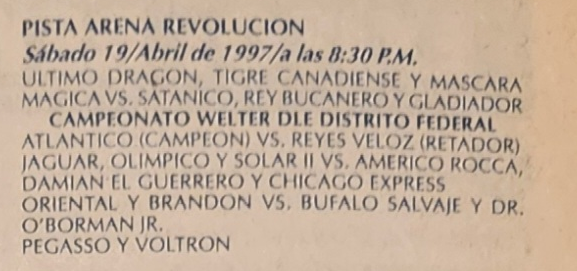 PISTA ARENA REVOLUCION
Sábado 19/Abril de 1997/a las 8:30 P.M.
ULTIMO DRAGON, TIGRE CANADIENSE Y MASCARA
MAGICA VS. SATANICO, REY BUCANERO Y GLADIADOR
CAMPEONATO WELTER DLE DISTRITO FEDERAL
ATLANTICO (CAMPEON) VS. REYES VELOZ (RETADOR)
JAGUAR, OLIMPICO Y SOLAR II VS. AMERICO ROCCA,
DAMIAN EL GUERRERO Y CHICAGO EXPRESS
ORIENTAL Y BRANDON VS. BUFALO SALVAJE Y DR.
O'BORMAN JR.
PEGASSO Y VOLTRON